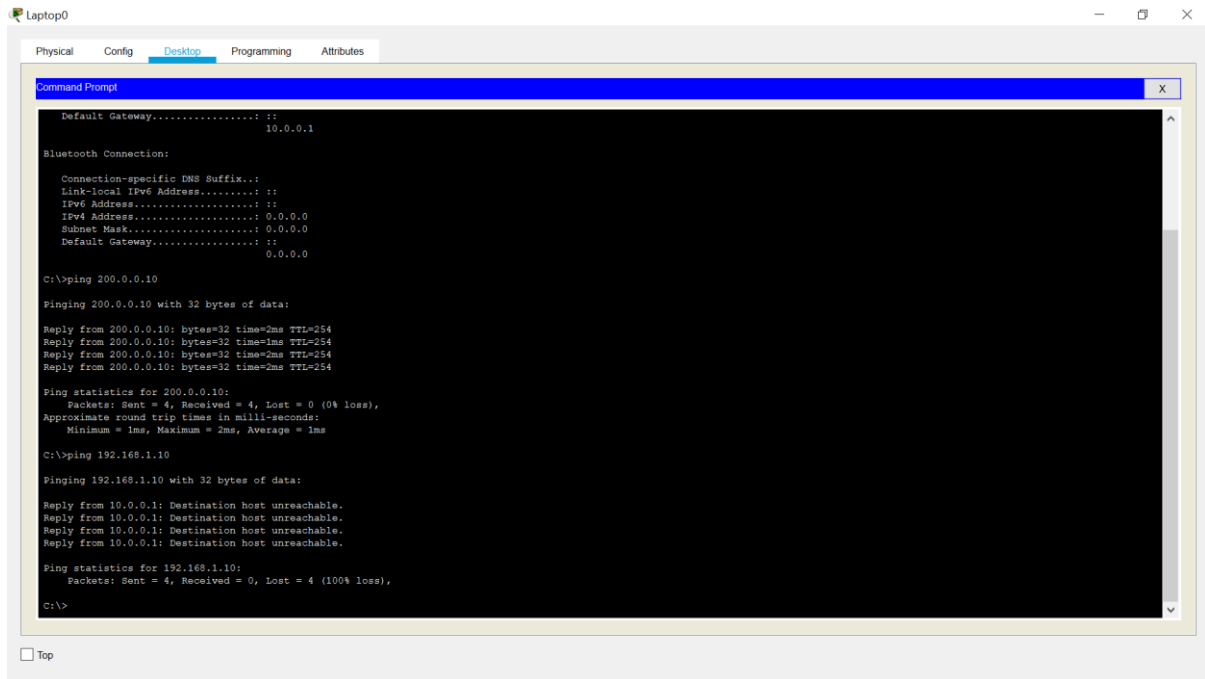 Laptop0
Physical Config Desktop Programming Attributes
Command Prompt
X
Default Gateway.................: ::
10.0.0.1
Bluetooth Connection:
Connection-specific DNS Suffix..:
Link-local IPv6 Address.........: ::
IPv6 Address....................: ::
IPv4 Address....................: 0.0.0.0
Subnet Mask.....................: 0.0.0.0
Default Gateway.................: ::
0.0.0.0
C:\>ping 200.0.0.10
Pinging 200.0.0.10 with 32 bytes of data:
Reply from 200.0.0.10: bytes=32 time=2ms TTL=254
Reply from 200.0.0.10: bytes=32 time=1ms TTL=254
Reply from 200.0.0.10: bytes=32 time=2ms TTL=254
Reply from 200.0.0.10: bytes=32 time=2ms TTL=254
Ping statistics for 200.0.0.10:
Packets: Sent = 4, Received = 4, Lost = 0 (0% loss),
Approximate round trip times in milli-seconds:
Minimum = 1ms, Maximum = 2ms, Average = 1ms
C:\>ping 192.168.1.10
Pinging 192.168.1.10 with 32 bytes of data:
Reply from 10.0.0.1: Destination host unreachable.
Reply from 10.0.0.1: Destination host unreachable.
Reply from 10.0.0.1: Destination host unreachable.
Reply from 10.0.0.1: Destination host unreachable.
Ping statistics for 192.168.1.10:
Packets: Sent = 4, Received = 0, Lost = 4 (100% loss),
C:\>
Top